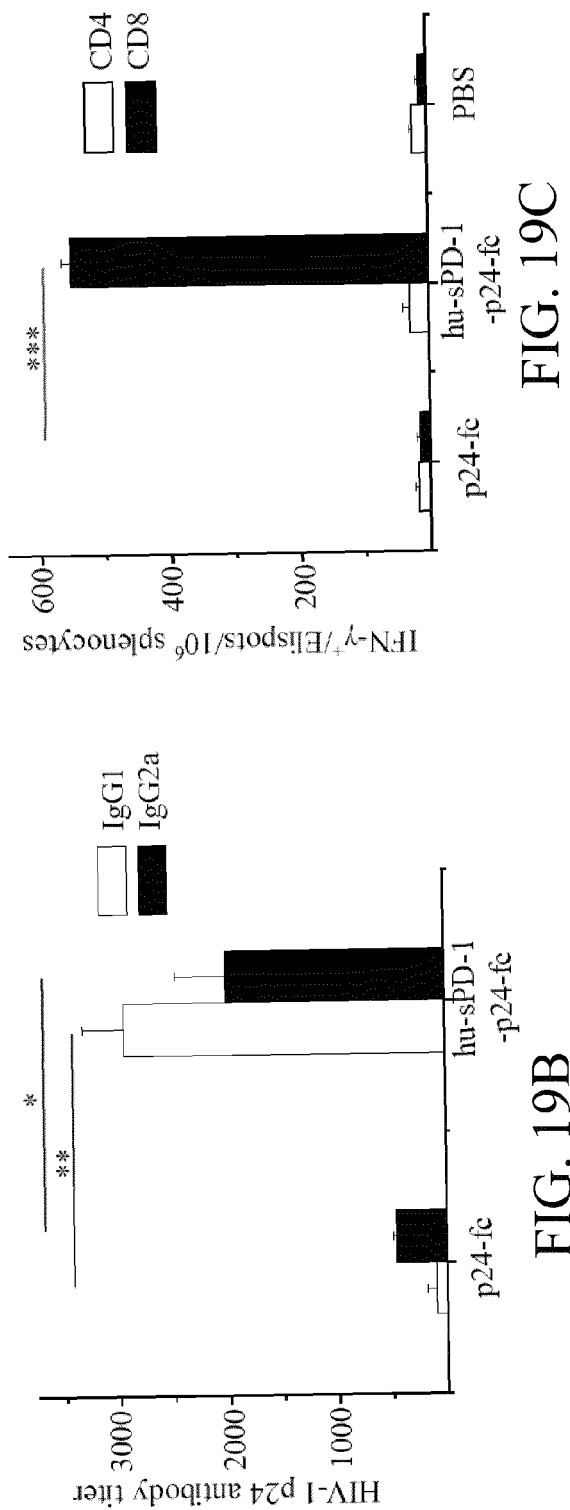 HIV-1 p24 antibody titer
3000
2000
1000
*
**
IgG1
IgG2a
p24-fc
hu-sPD-1
-p24-fc
FIG. 19B
IFN-γ⁺/Elispots/10⁶ splenocytes
600
400
200
***
CD4
CD8
p24-fc
hu-sPD-1
-p24-fc
PBS
FIG. 19C